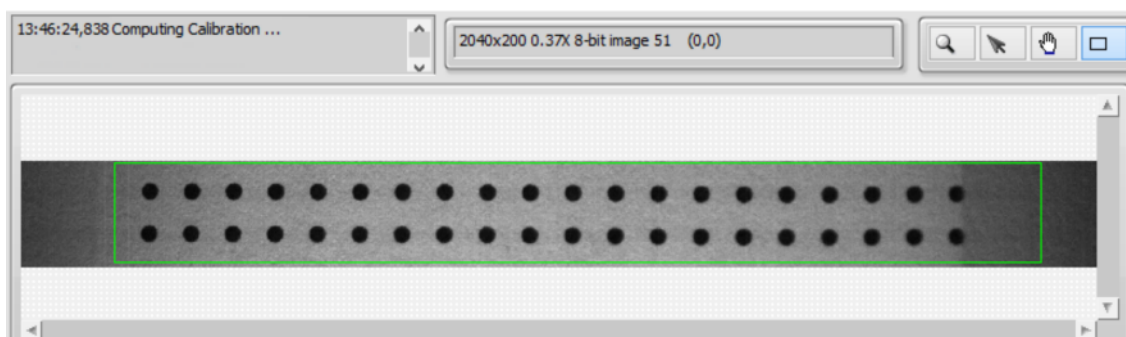 13:46:24,838 Computing Calibration ...
2040x200 0.37X 8-bit image 51 (0,0)